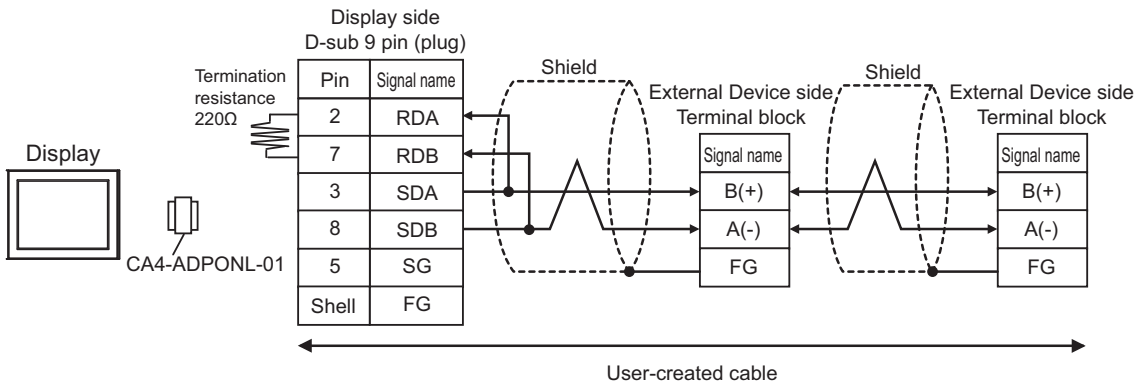 Display side
D-sub 9 pin (plug)
Termination
resistance
220Ω
Pin Signal name
2 RDA
7 RDB
3 SDA
8 SDB
5 SG
Shell FG
Display
CA4-ADPONL-01
Shield
External Device side
Terminal block
Signal name
B(+)
A(-)
FG
Shield
External Device side
Terminal block
Signal name
B(+)
A(-)
FG
User-created cable